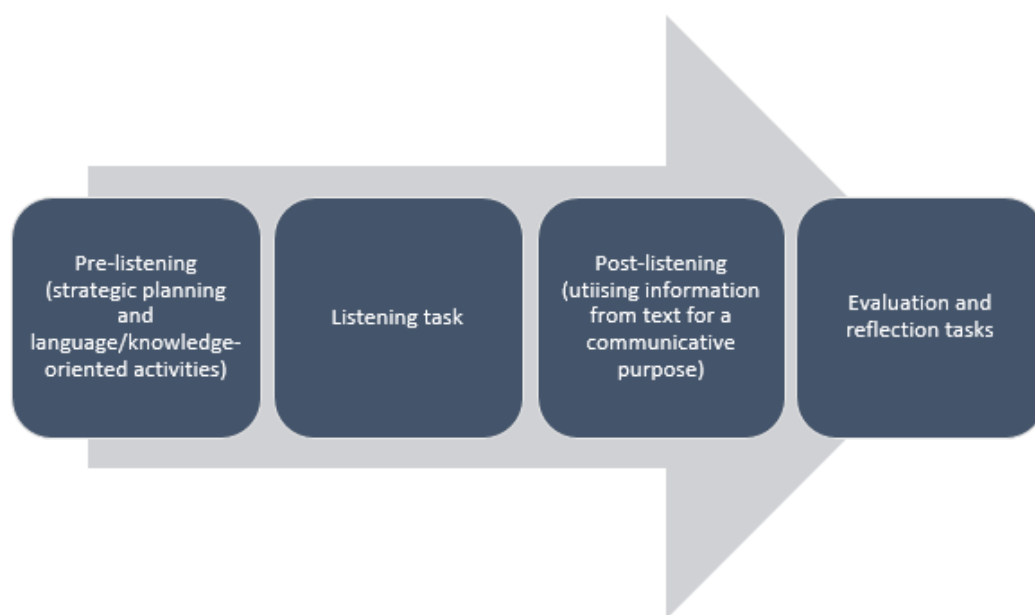 Pre-listening
(strategic planning
and
language/knowledge-
oriented activities)
Listening task
Post-listening
(utiising information
from text for a
communicative
purpose)
Evaluation and
reflection tasks